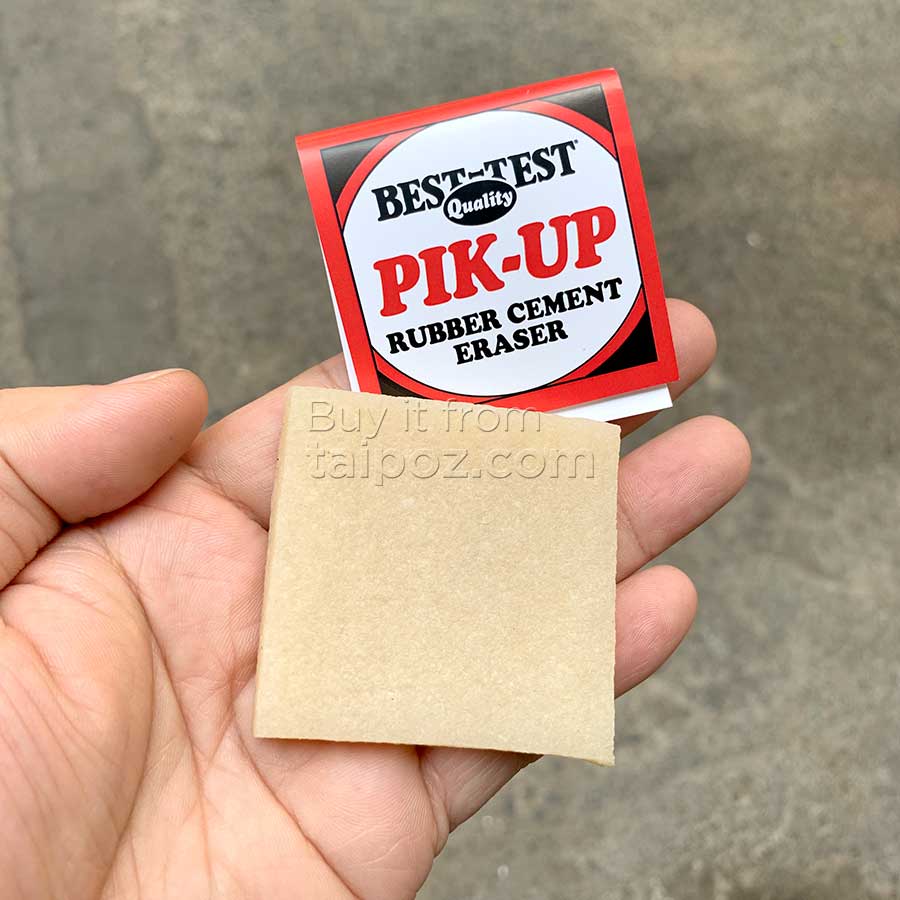 BEST-TEST
Quality
PIK-UP
RUBBER CEMENT
ERASER
Buy it from
taipoz.com